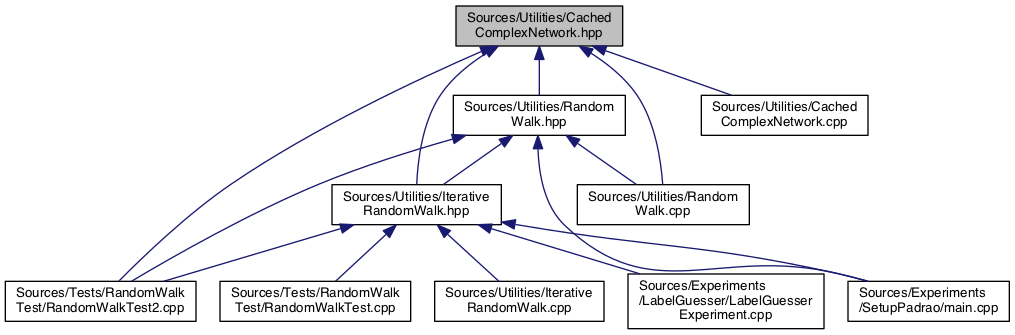 Sources/Utilities/Cached
ComplexNetwork.hpp
Sources/Utilities/Random
Walk.hpp
Sources/Utilities/Cached
ComplexNetwork.cpp
Sources/Utilities/Iterative
RandomWalk.hpp
Sources/Utilities/Random
Walk.cpp
Sources/Tests/RandomWalk
Test/RandomWalkTest2.cpp
Sources/Tests/RandomWalk
Test/RandomWalkTest.cpp
Sources/Utilities/Iterative
RandomWalk.cpp
Sources/Experiments
/LabelGuesser/LabelGuesser
Experiment.cpp
Sources/Experiments
/SetupPadrao/main.cpp